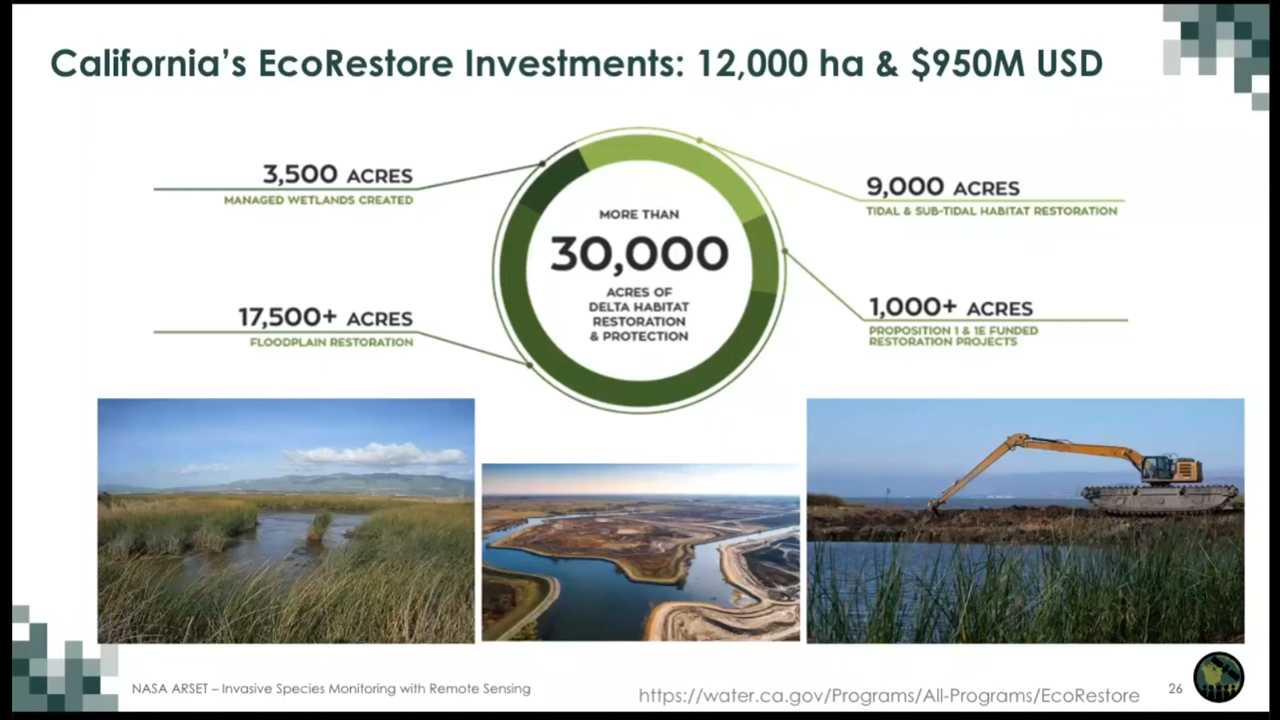 California's EcoRestore Investments: 12,000 ha & $950M USD
3,500 ACRES
MANAGED WETLANDS CREATED
17,500+ ACRES
FLOODPLAIN RESTORATION
MORE THAN
30,000
ACRES OF
DELTA HABITAT
RESTORATION
& PROTECTION
9,000 ACRES
TIDAL & SUB-TIDAL HABITAT RESTORATION
1,000+ ACRES
PROPOSITION 1 & 1E FUNDED
RESTORATION PROJECTS
NASA ARSET – Invasive Species Monitoring with Remote Sensing
https://water.ca.gov/Programs/All-Programs/EcoRestore
26